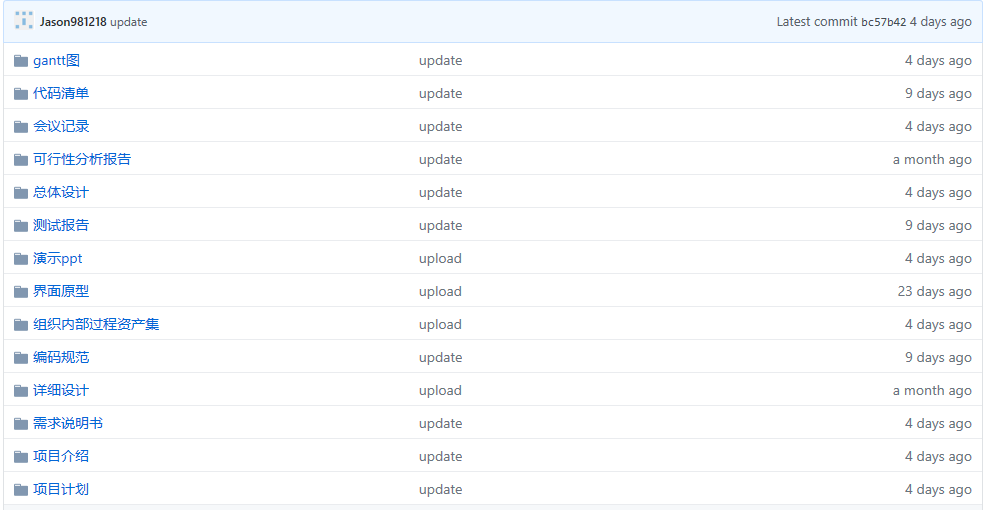 Jason981218 update Latest commit bc57b42 4 days ago
gantt图 update 4 days ago
代码清单 update 9 days ago
会议记录 update 4 days ago
可行性分析报告 update a month ago
总体设计 update 4 days ago
测试报告 update 9 days ago
演示ppt upload 4 days ago
界面原型 upload 23 days ago
组织内部过程资产集 upload 4 days ago
编码规范 update 9 days ago
详细设计 upload a month ago
需求说明书 update 4 days ago
项目介绍 update 4 days ago
项目计划 update 4 days ago